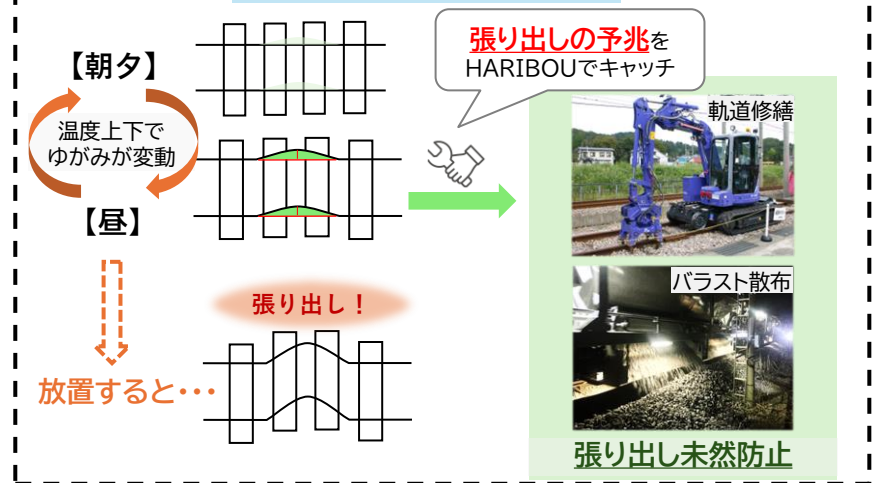 【朝夕】
温度上下で
ゆがみが変動
【昼】
放置すると・・・
張り出し！
張り出しの予兆を
HARIBOUでキャッチ
軌道修繕
バラスト散布
張り出し未然防止